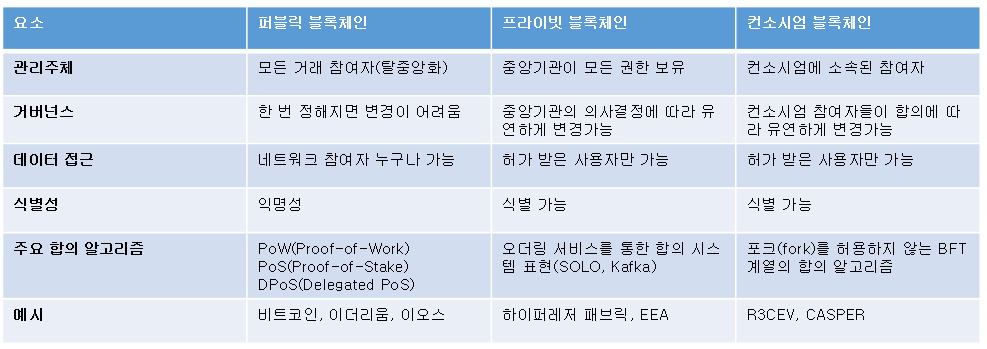 요소
퍼블릭 블록체인
프라이빗 블록체인
컨소시엄 블록체인
관리주체
모든 거래 참여자(탈중앙화)
중앙기관이 모든 권한 보유
컨소시엄에 소속된 참여자
거버넌스
한 번 정해지면 변경이 어려움
중앙기관의 의사결정에 따라 유
연하게 변경가능
컨소시엄 참여자들이 합의에 따
라 유연하게 변경가능
데이터 접근
네트워크 참여자 누구나 가능
허가 받은 사용자만 가능
허가 받은 사용자만 가능
식별성
익명성
식별 가능
식별 가능
주요 합의 알고리즘
PoW(Proof-of-Work)
PoS(Proof-of-Stake)
DPoS(Delegated PoS)
오더링 서비스를 통한 합의 시스
템 표현(SOLO, Kafka)
포크(fork)를 허용하지 않는 BFT
계열의 합의 알고리즘
예시
비트코인, 이더리움, 이오스
하이퍼레저 패브릭, EEA
R3CEV, CASPER